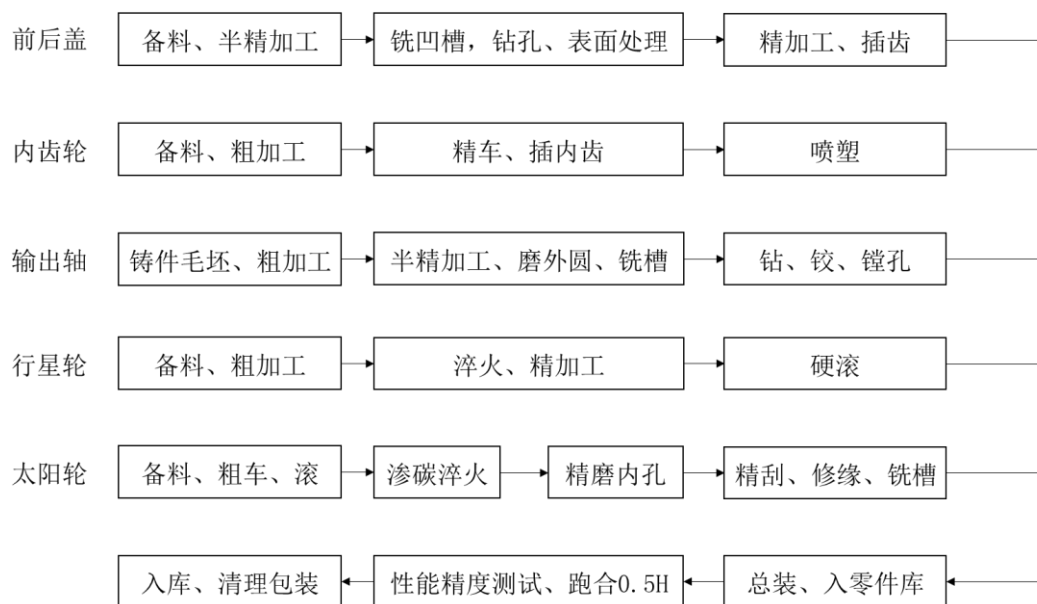 前后盖 备料、半精加工 铣凹槽，钻孔、表面处理 精加工、插齿
内齿轮 备料、粗加工 精车、插内齿 喷塑
输出轴 铸件毛坯、粗加工 半精加工、磨外圆、铣槽 钻、铰、镗孔
行星轮 备料、粗加工 淬火、精加工 硬滚
太阳轮 备料、粗车、滚 渗碳淬火 精磨内孔 精刮、修缘、铣槽
入库、清理包装 性能精度测试、跑合0.5H 总装、入零件库